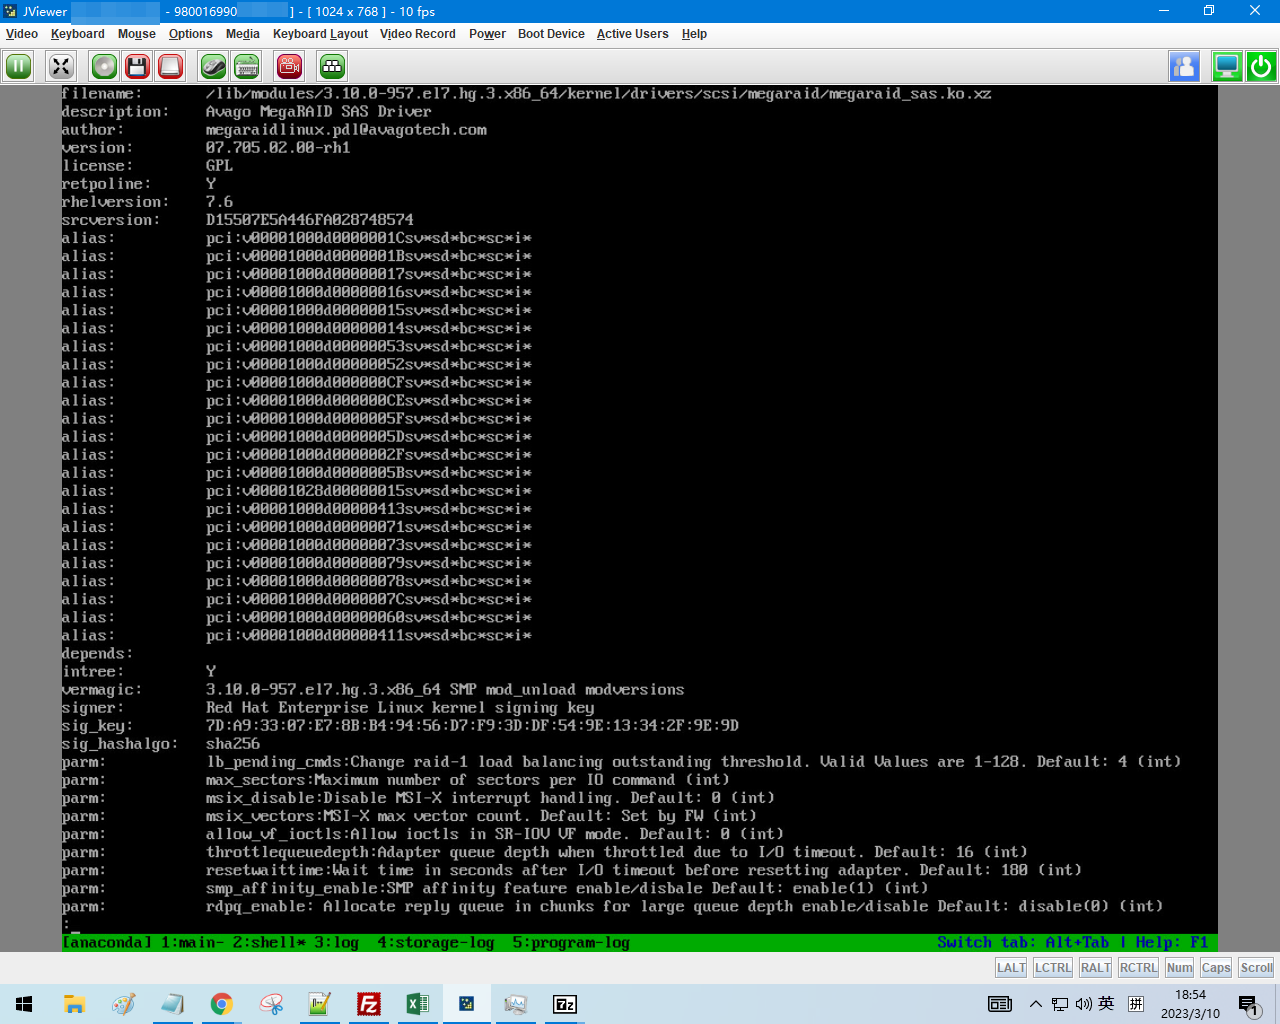 JViewer - 980016990 ] - [ 1024 x 768 ] - 10 fps
Video Keyboard Mouse Options Media Keyboard Layout Video Record Power Boot Device Active Users Help
filename: /lib/modules/3.10.0-957.el7.hg.3.x86_64/kernel/drivers/scsi/megaraid/megaraid_sas.ko.xz
description: Avago MegaRAID SAS Driver
author: megaraidlinux.pdl@avagotech.com
version: 07.705.02.00-rh1
license: GPL
retpoline: Y
rhelversion: 7.6
srcversion: D15507E5A446FA028748574
alias: pci:v00001000d0000001Csv*sd*bc*sc*i*
alias: pci:v00001000d0000001Bsv*sd*bc*sc*i*
alias: pci:v00001000d00000017sv*sd*bc*sc*i*
alias: pci:v00001000d00000016sv*sd*bc*sc*i*
alias: pci:v00001000d00000015sv*sd*bc*sc*i*
alias: pci:v00001000d00000014sv*sd*bc*sc*i*
alias: pci:v00001000d00000053sv*sd*bc*sc*i*
alias: pci:v00001000d00000052sv*sd*bc*sc*i*
alias: pci:v00001000d000000CFsv*sd*bc*sc*i*
alias: pci:v00001000d000000CEsv*sd*bc*sc*i*
alias: pci:v00001000d0000005Fsv*sd*bc*sc*i*
alias: pci:v00001000d0000005Dsv*sd*bc*sc*i*
alias: pci:v00001000d0000002Fsv*sd*bc*sc*i*
alias: pci:v00001000d0000005Bsv*sd*bc*sc*i*
alias: pci:v00001028d00000015sv*sd*bc*sc*i*
alias: pci:v00001000d00000413sv*sd*bc*sc*i*
alias: pci:v00001000d00000071sv*sd*bc*sc*i*
alias: pci:v00001000d00000073sv*sd*bc*sc*i*
alias: pci:v00001000d00000079sv*sd*bc*sc*i*
alias: pci:v00001000d00000078sv*sd*bc*sc*i*
alias: pci:v00001000d0000007Csv*sd*bc*sc*i*
alias: pci:v00001000d00000060sv*sd*bc*sc*i*
alias: pci:v00001000d00000411sv*sd*bc*sc*i*
depends:
intree: Y
vermagic: 3.10.0-957.el7.hg.3.x86_64 SMP mod_unload modversions
signer: Red Hat Enterprise Linux kernel signing key
sig_key: 7D:A9:33:07:E7:8B:B4:94:56:D7:F9:3D:DF:54:9E:13:34:2F:9E:9D
sig_hashalgo: sha256
parm: lb_pending_cmds:Change raid-1 load balancing outstanding threshold. Valid Values are 1-128. Default: 4 (int)
parm: max_sectors:Maximum number of sectors per IO command (int)
parm: msix_disable:Disable MSI-X interrupt handling. Default: 0 (int)
parm: msix_vectors:MSI-X max vector count. Default: Set by FW (int)
parm: allow_vf_ioctls:Allow ioctls in SR-IOV VF mode. Default: 0 (int)
parm: throttlequeuedepth:Adapter queue depth when throttled due to I/O timeout. Default: 16 (int)
parm: resetwaittime:Wait time in seconds after I/O timeout before resetting adapter. Default: 180 (int)
parm: smp_affinity_enable:SMP affinity feature enable/disbale Default: enable(1) (int)
parm: rdpq_enable: Allocate reply queue in chunks for large queue depth enable/disable Default: disable(0) (int)
:_
[anaconda] 1:main- 2:shell* 3:log 4:storage-log 5:program-log Switch tab: Alt+Tab | Help: F1
LALT LCTRL RALT RCTRL Num Caps Scroll
英 拼 18:54 1
2023/3/10